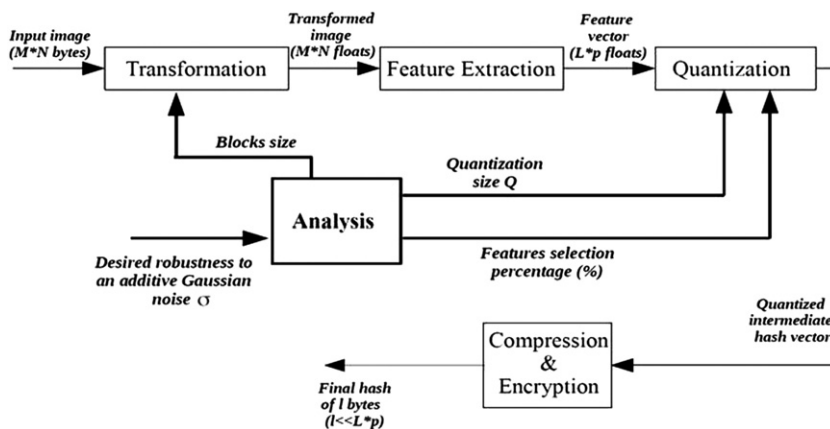 Input image
(M*N bytes)
Transformation
Transformed
image
(M*N floats)
Feature Extraction
Feature
vector
(L*p floats)
Quantization
Blocks size
Quantization
size Q
Analysis
Desired robustness to
an additive Gaussian
noise σ
Features selection
percentage (%)
Quantized
intermediate
hash vector
Compression
&
Encryption
Final hash
of l bytes
(l<<L*p)